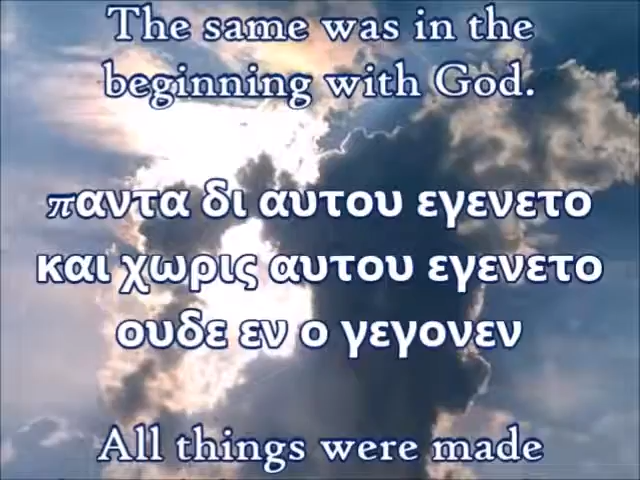 The same was in the
beginning with God.
παντα δι αυτου εγενετο
και χωρις αυτου εγενετο
ουδε εν ο γεγονεν
All things were made